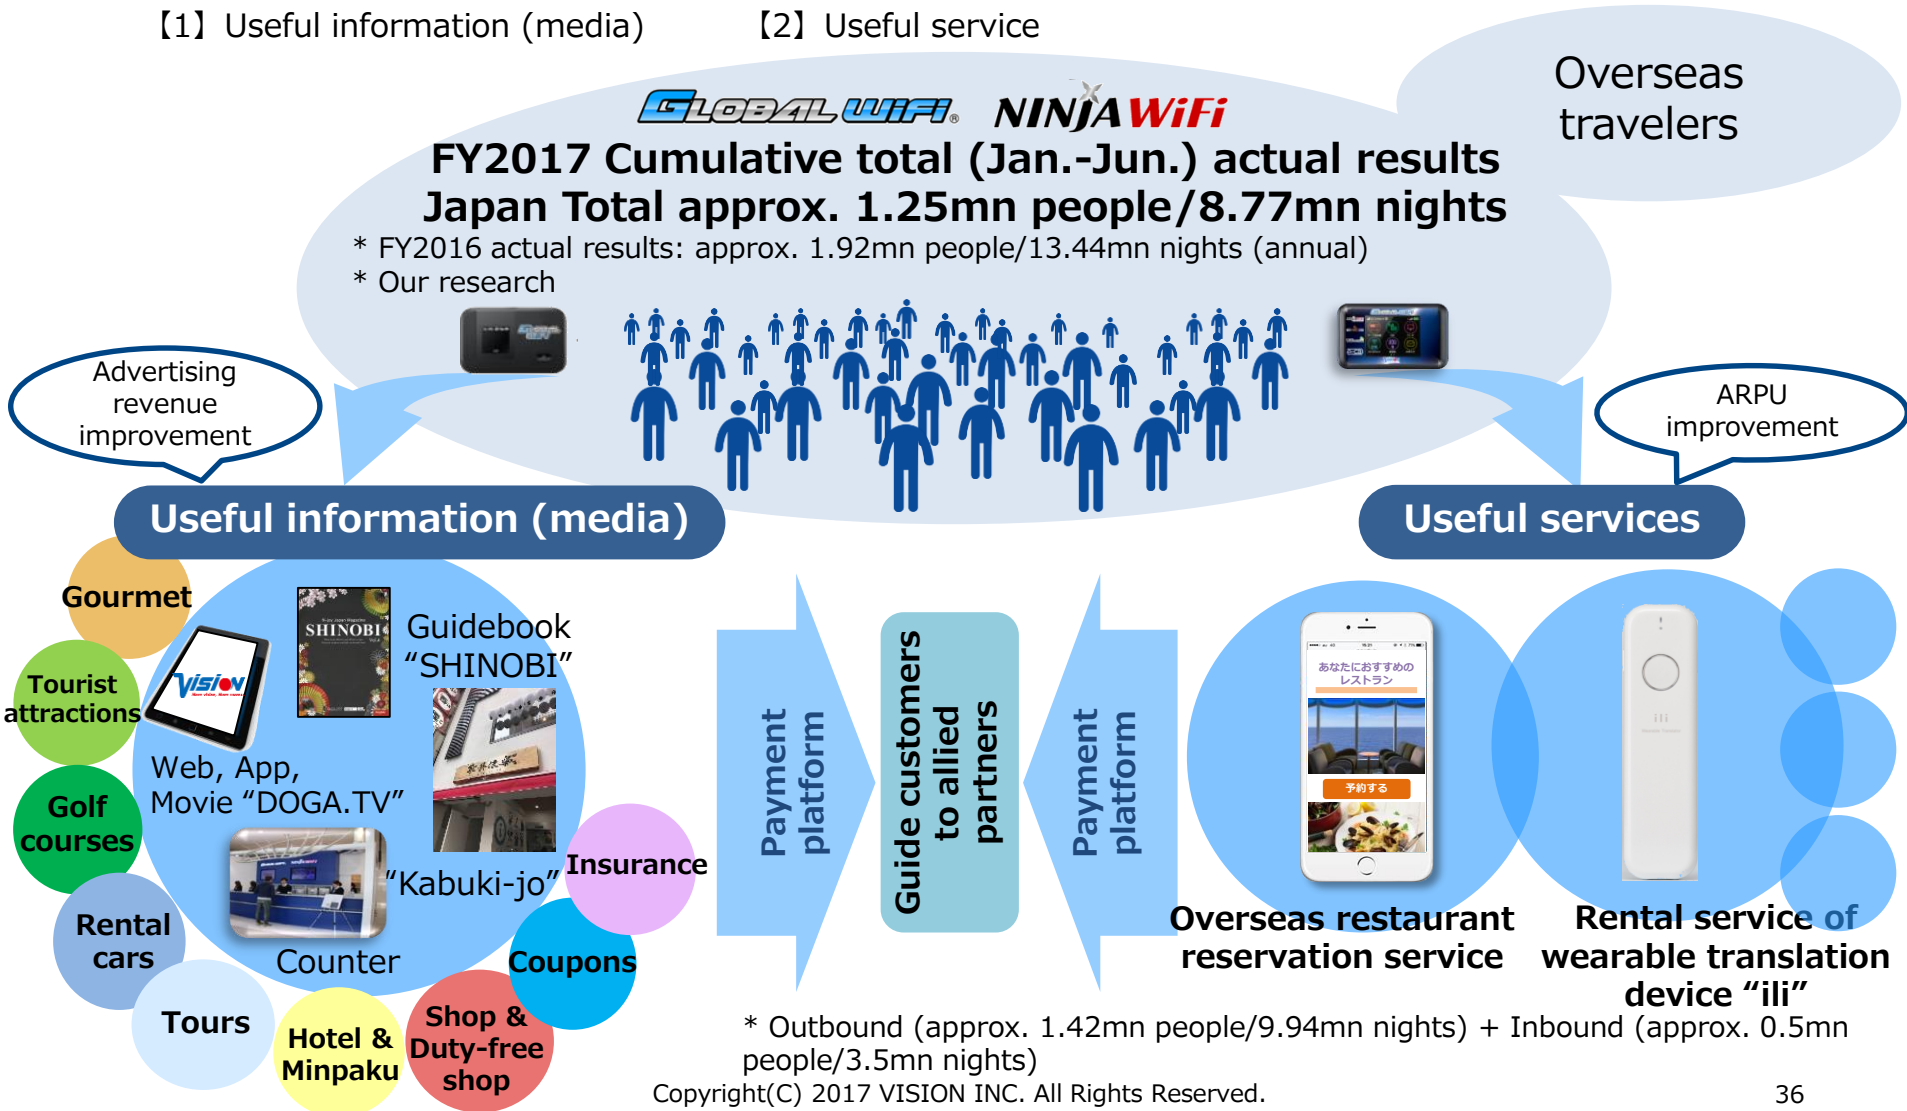 【1】Useful information (media)
【2】Useful service
Overseas
travelers
GLOBAL WiFi®
NINJA WiFi
FY2017 Cumulative total (Jan.-Jun.) actual results
Japan Total approx. 1.25mn people/8.77mn nights
* FY2016 actual results: approx. 1.92mn people/13.44mn nights (annual)
* Our research
Advertising
revenue
improvement
ARPU
improvement
Useful information (media)
Useful services
Gourmet
Tourist
attractions
Golf
courses
Rental
cars
Tours
Hotel &
Minpaku
Shop &
Duty-free
shop
Coupons
Insurance
VISION
SHINOBI
Guidebook
“SHINOBI”
Web, App,
Movie “DOGA.TV”
“Kabuki-jo”
Counter
Payment
platform
Guide customers
to allied
partners
Payment
platform
あなたにおすすめの
レストラン
予約する
ili
Overseas restaurant
reservation service
Rental service of
wearable translation
device “ili”
* Outbound (approx. 1.42mn people/9.94mn nights) + Inbound (approx. 0.5mn
people/3.5mn nights)
Copyright(C) 2017 VISION INC. All Rights Reserved.
36